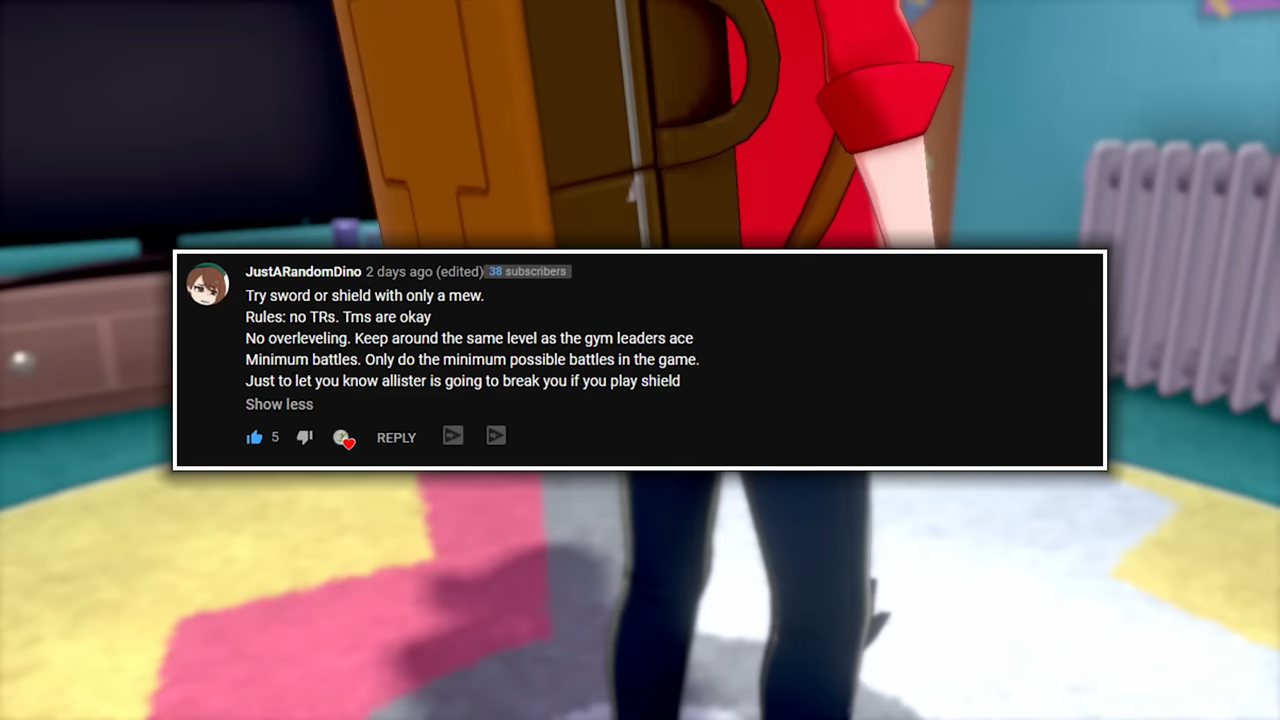 JustARandomDino 2 days ago (edited) 38 subscribers
Try sword or shield with only a mew.
Rules: no TRs. Tms are okay
No overleveling. Keep around the same level as the gym leaders ace
Minimum battles. Only do the minimum possible battles in the game.
Just to let you know allister is going to break you if you play shield
Show less
5 REPLY